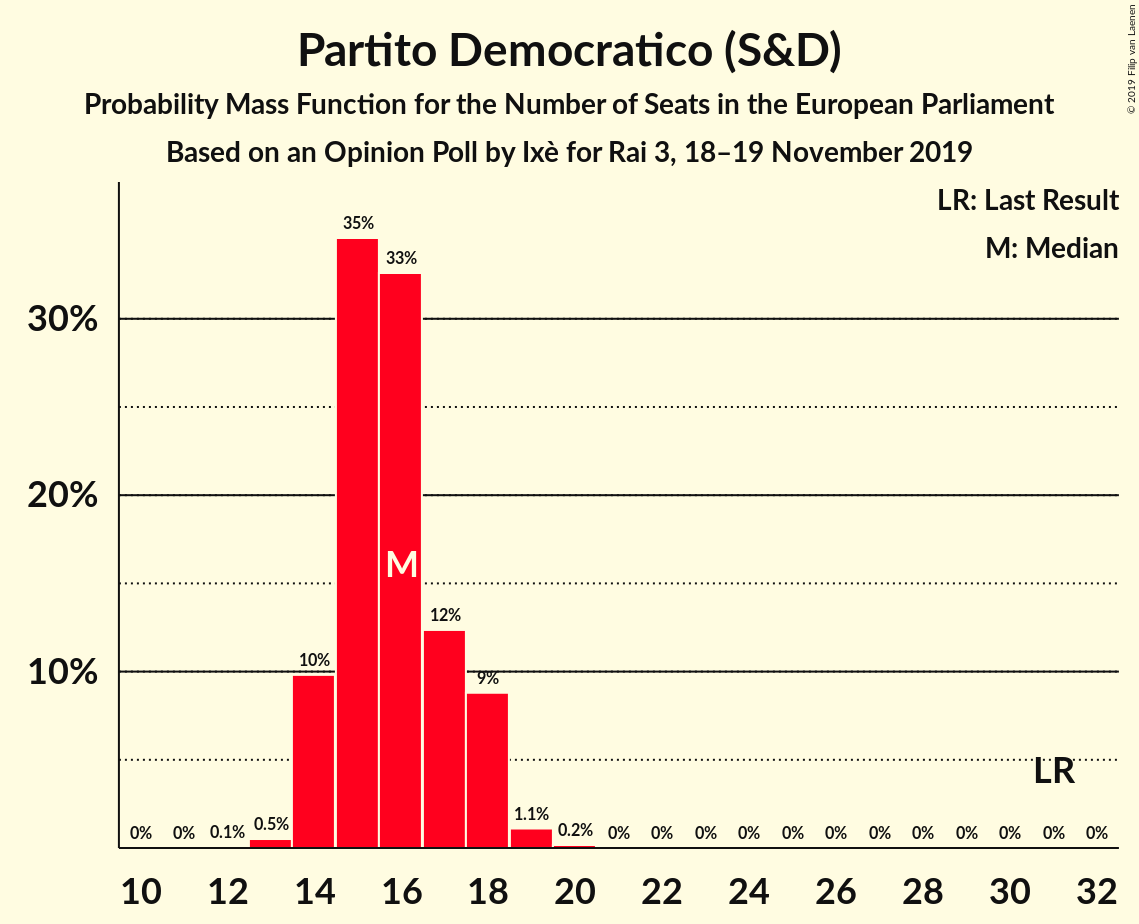 Partito Democratico (S&D)
Probability Mass Function for the Number of Seats in the European Parliament
Based on an Opinion Poll by Ixè for Rai 3, 18–19 November 2019
© 2019 Filip van Laenen
LR: Last Result
M: Median
30%
20%
10%
0% 0% 0.1% 0.5% 10% 35% 33% 12% 9% 1.1% 0.2% 0% 0% 0% 0% 0% 0% 0% 0% 0% 0% 0% 0%
M
LR
10 12 14 16 18 20 22 24 26 28 30 32